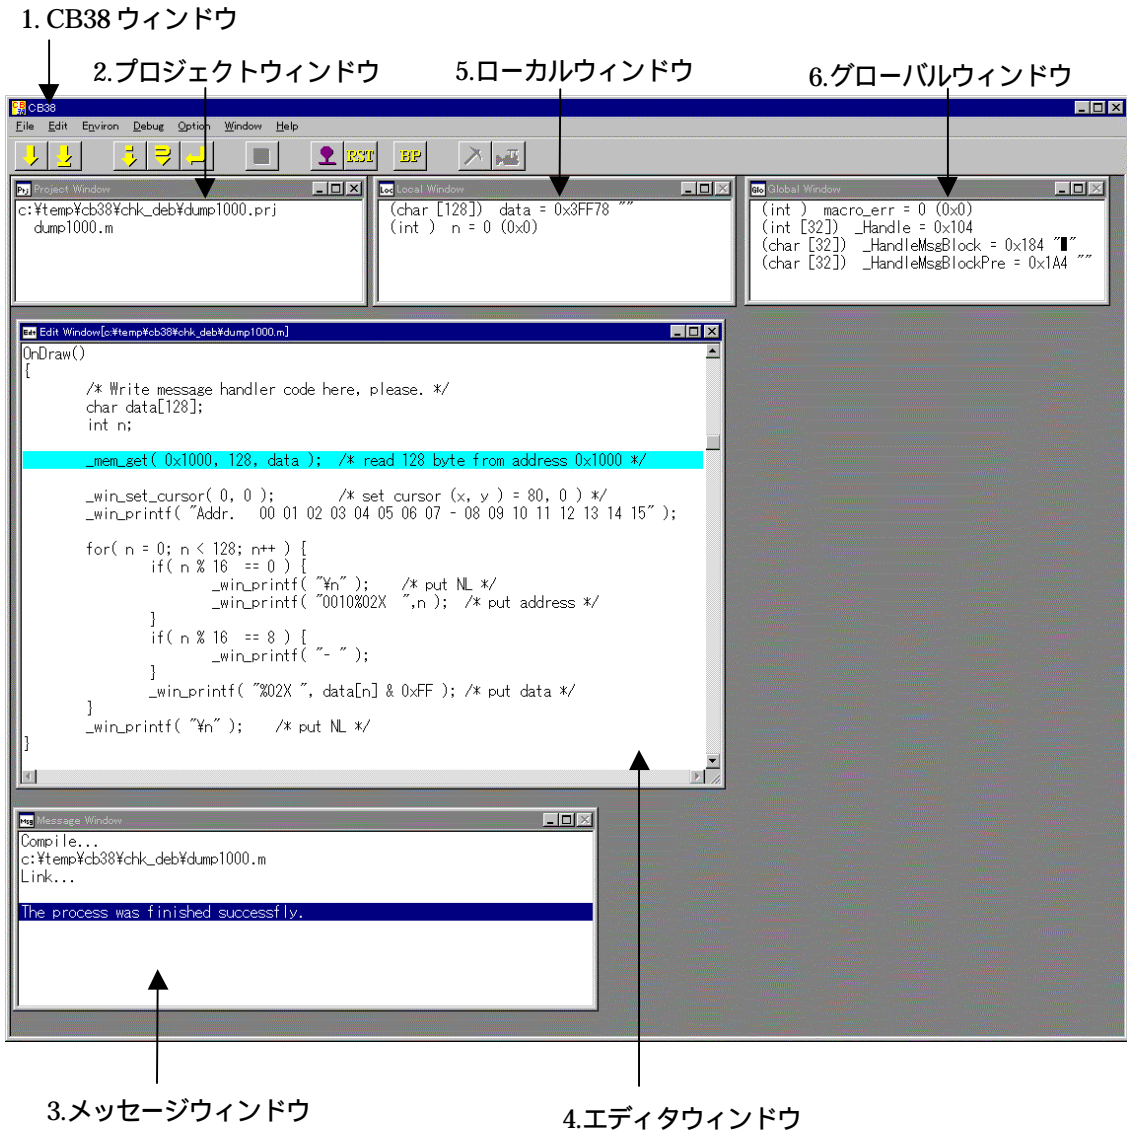 1. CB38 ウィンドウ
2.プロジェクトウィンドウ
5.ローカルウィンドウ
6.グローバルウィンドウ
CB38
File Edit Environ Debug Option Window Help
RST BP
Prj Project Window
c:¥temp¥cb38¥chk_deb¥dump1000.prj
dump1000.m
Loc Local Window
(char [128]) data = 0x3FF78 ""
(int ) n = 0 (0x0)
Glo Global Window
(int ) macro_err = 0 (0x0)
(int [32]) _Handle = 0x104
(char [32]) _HandleMsgBlock = 0x184 "▮"
(char [32]) _HandleMsgBlockPre = 0x1A4 ""
Edt Edit Window[c:¥temp¥cb38¥chk_deb¥dump1000.m]
OnDraw()
{
/* Write message handler code here, please. */
char data[128];
int n;
_mem_get( 0x1000, 128, data ); /* read 128 byte from address 0x1000 */
_win_set_cursor( 0, 0 ); /* set cursor (x, y ) = 80, 0 ) */
_win_printf( "Addr. 00 01 02 03 04 05 06 07 - 08 09 10 11 12 13 14 15" );
for( n = 0; n < 128; n++ ) {
if( n % 16 == 0 ) {
_win_printf( "¥n" ); /* put NL */
_win_printf( "0010%02X ",n ); /* put address */
}
if( n % 16 == 8 ) {
_win_printf( "- " );
}
_win_printf( "%02X ", data[n] & 0xFF ); /* put data */
}
_win_printf( "¥n" ); /* put NL */
}
Msg Message Window
Compile...
c:¥temp¥cb38¥chk_deb¥dump1000.m
Link...
The process was finished successfly.
3.メッセージウィンドウ
4.エディタウィンドウ